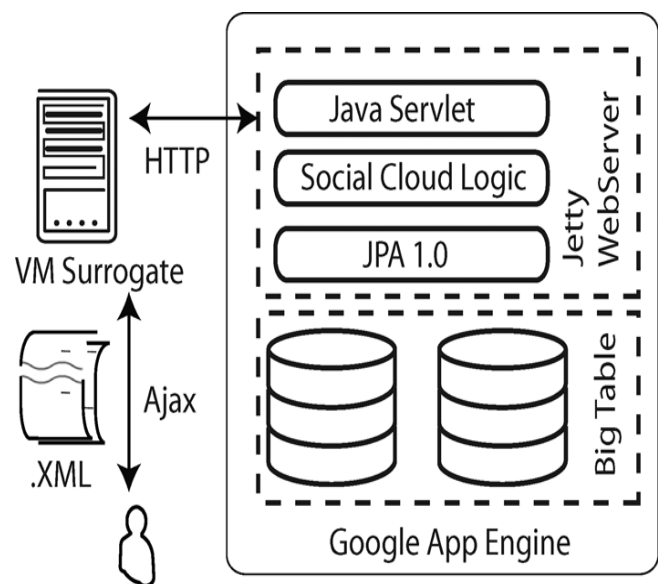 Java Servlet
HTTP
Social Cloud Logic
Jetty
WebServer
JPA 1.0
VM Surrogate
Ajax
Big Table
.XML
Google App Engine